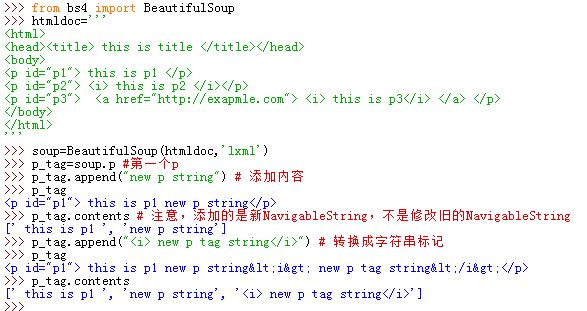 >>> from bs4 import BeautifulSoup
>>> htmldoc='''
<html>
<head><title> this is title </title></head>
<body>
<p id="p1"> this is p1 </p>
<p id="p2"> <i> this is p2 </i></p>
<p id="p3">  <a href="http://exapmle.com"> <i> this is p3</i> </a> </p>
</body>
</html>
'''
>>> soup=BeautifulSoup(htmldoc,'lxml')
>>> p_tag=soup.p #第一个p
>>> p_tag.append("new p string") # 添加内容
>>> p_tag
<p id="p1"> this is p1 new p string</p>
>>> p_tag.contents # 注意，添加的是新NavigableString，不是修改旧的NavigableString
[' this is p1 ', 'new p string']
>>> p_tag.append("<i> new p tag string</i>") # 转换成字符串标记
>>> p_tag
<p id="p1"> this is p1 new p string&lt;i&gt; new p tag string&lt;/i&gt;</p>
>>> p_tag.contents
[' this is p1 ', 'new p string', '<i> new p tag string</i>']
>>>